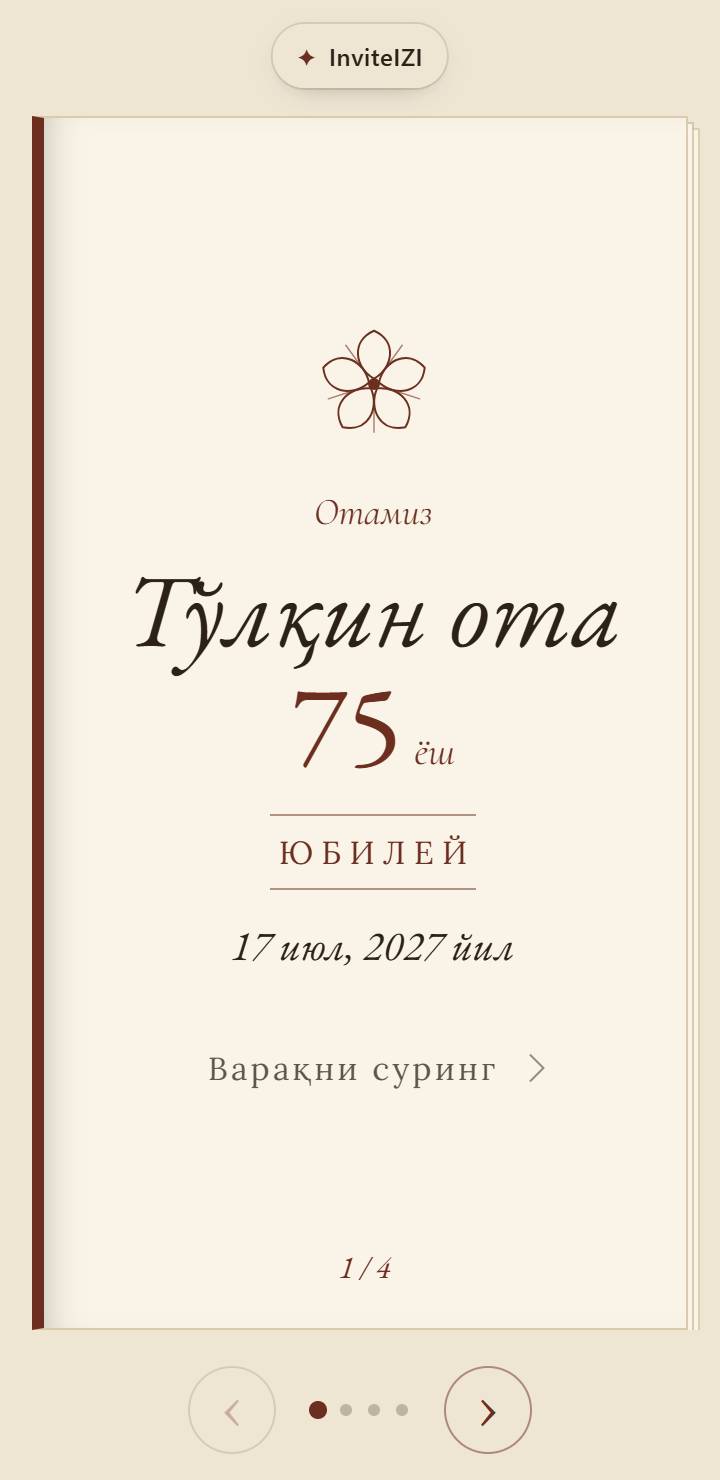 InviteIZI
Отамиз
Тўлқин ота
75 ёш
ЮБИЛЕЙ
17 июл, 2027 йил
Варақни суринг
1 / 4